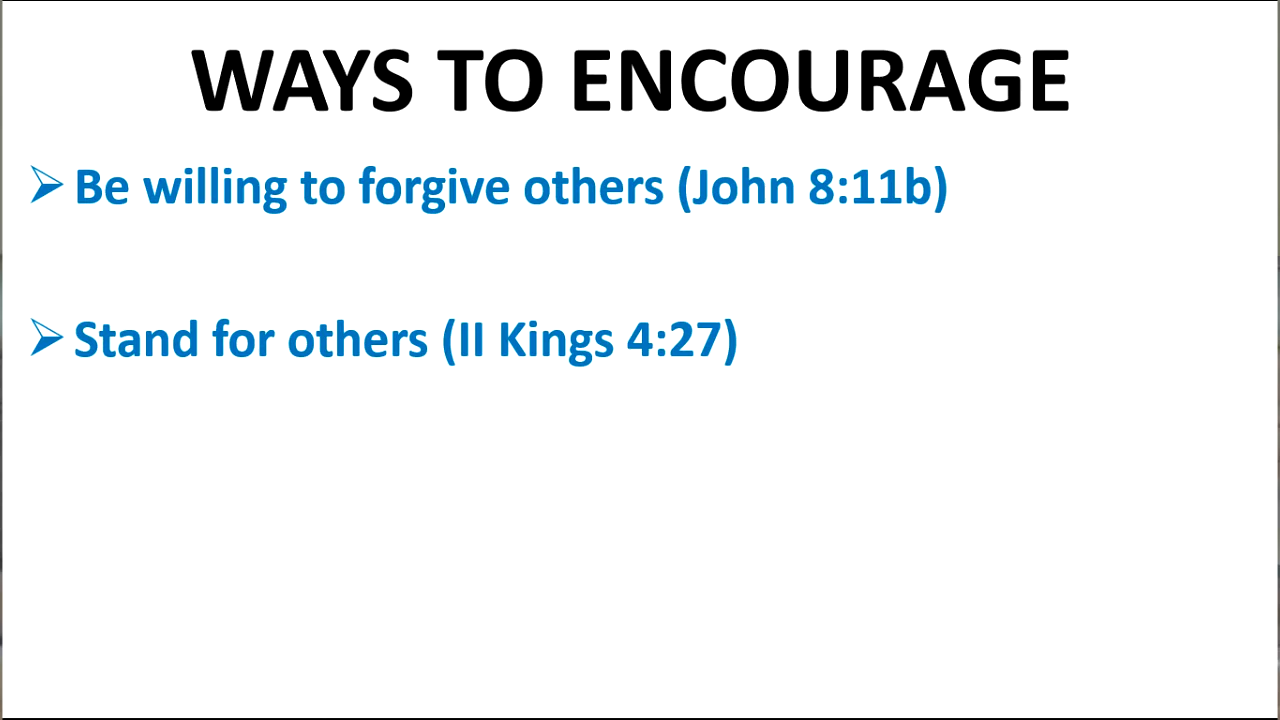 WAYS TO ENCOURAGE
➢ Be willing to forgive others (John 8:11b)
➢ Stand for others (II Kings 4:27)